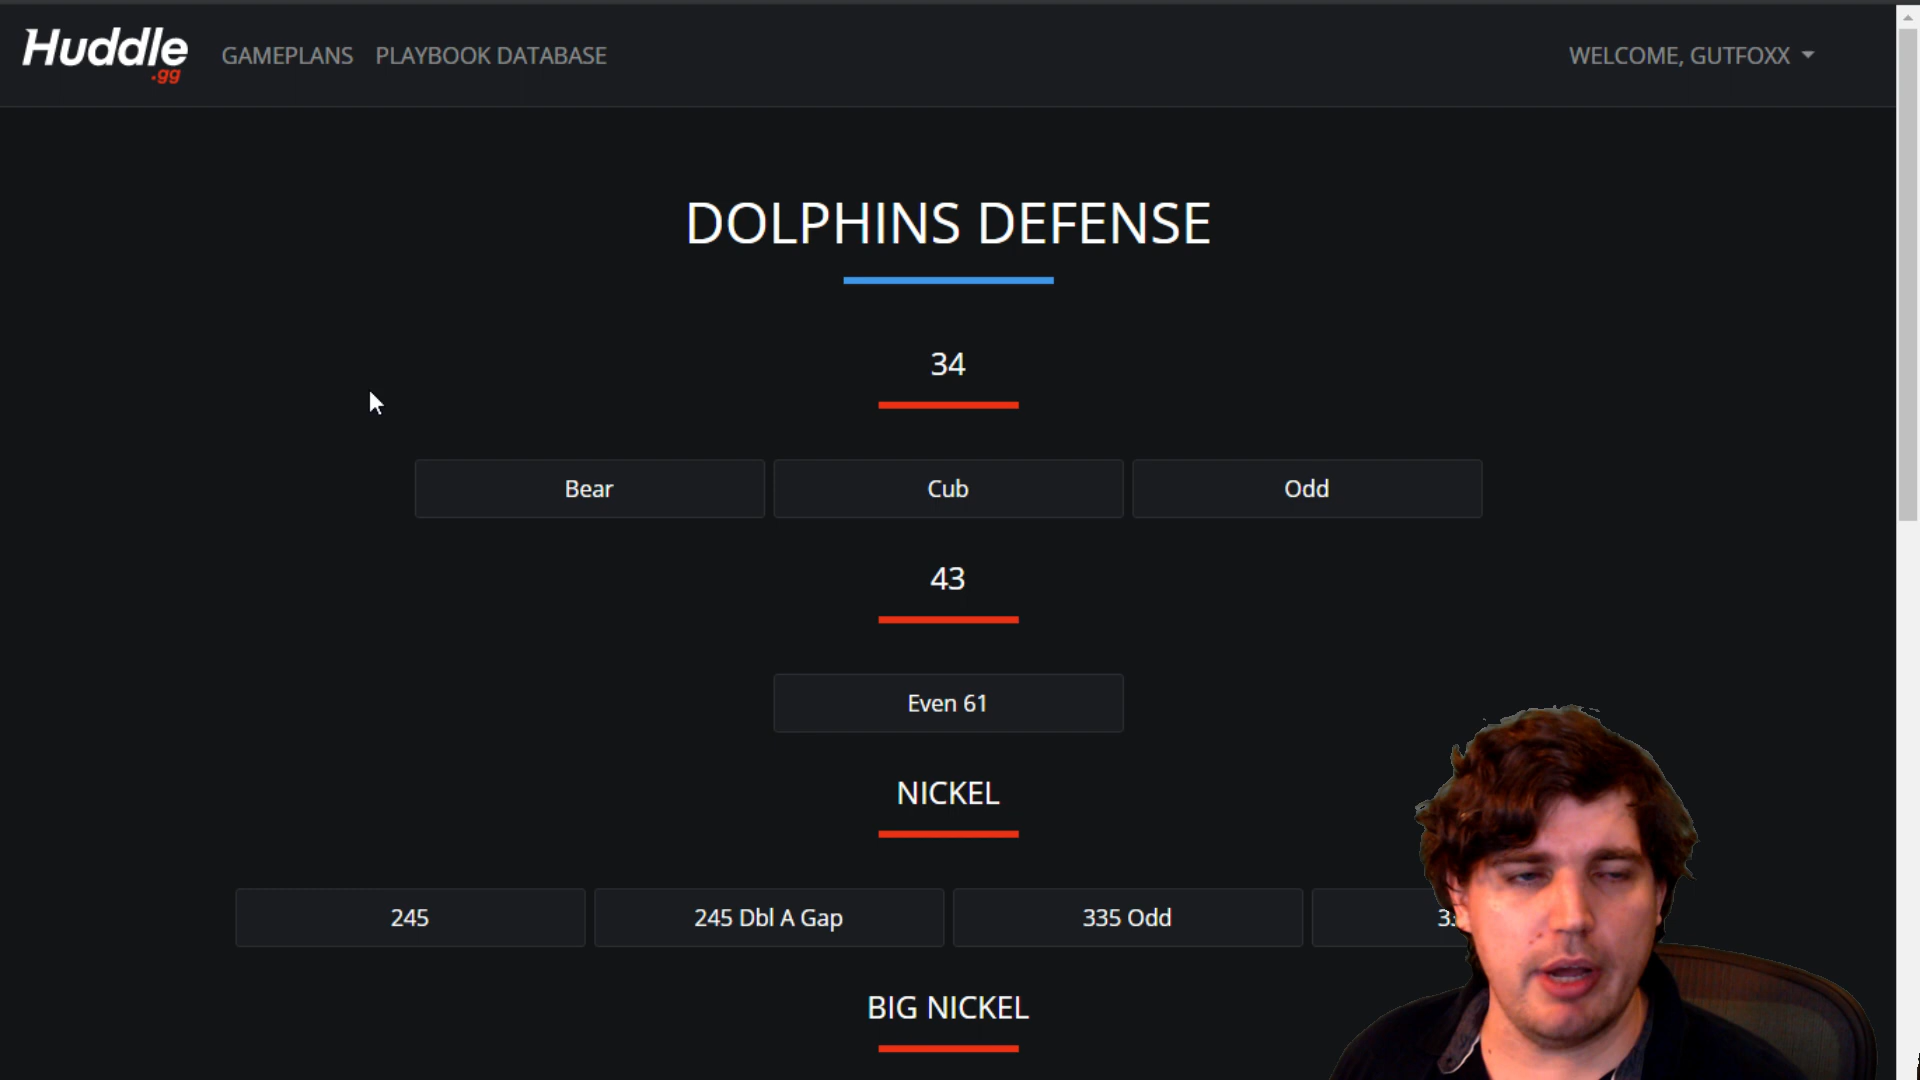 Huddle
.gg
GAMEPLANS PLAYBOOK DATABASE WELCOME, GUTFOXX
DOLPHINS DEFENSE
34
Bear Cub Odd
43
Even 61
NICKEL
245 245 Dbl A Gap 335 Odd
BIG NICKEL